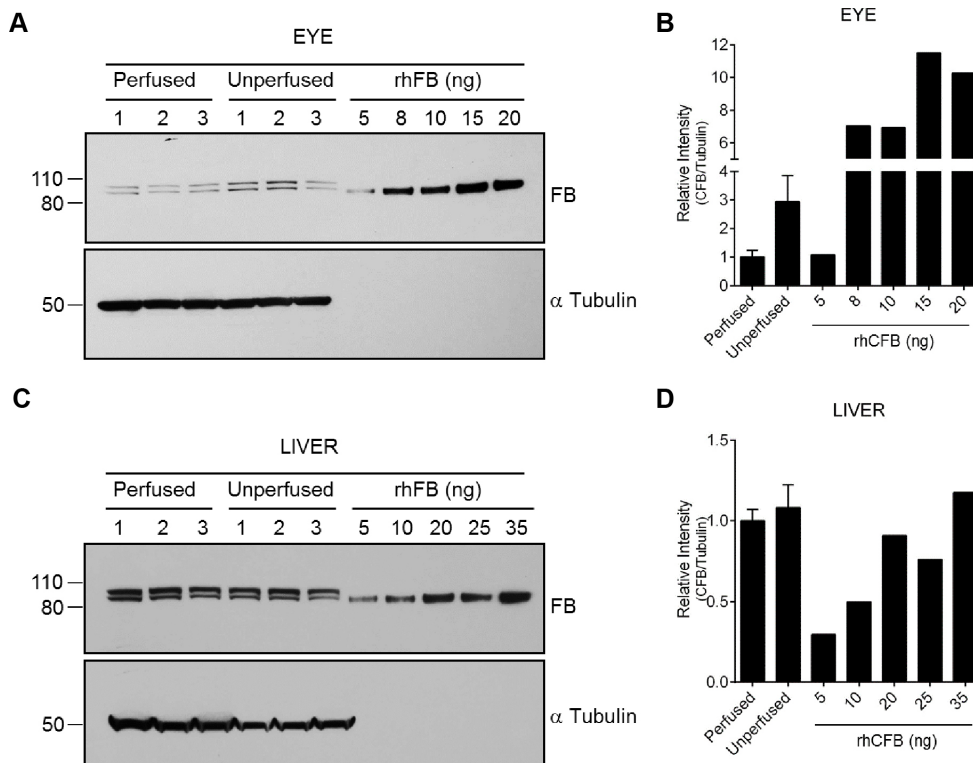 A
EYE
Perfused Unperfused rhFB (ng)
1 2 3 1 2 3 5 8 10 15 20
110
80
FB
50
α Tubulin
B
EYE
Relative Intensity
(CFB/Tubulin)
12
10
8
6
4
3
2
1
0
Perfused Unperfused 5 8 10 15 20
rhCFB (ng)
C
LIVER
Perfused Unperfused rhFB (ng)
1 2 3 1 2 3 5 10 20 25 35
110
80
FB
50
α Tubulin
D
LIVER
Relative Intensity
(CFB/Tubulin)
1.5
1.0
0.5
0.0
Perfused Unperfused 5 10 20 25 35
rhCFB (ng)